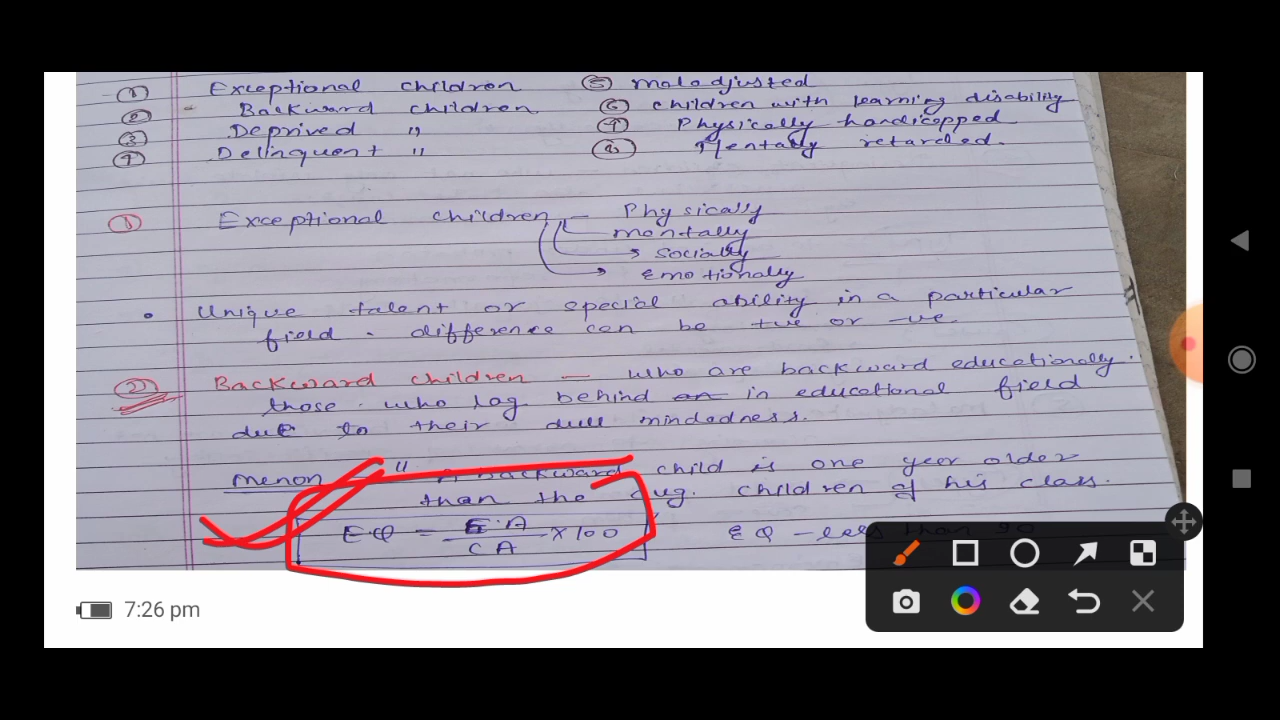 ① Exceptional children ⑤ maladjusted
② Backward children ⑥ children with learning disability
③ Deprived " ⑦ Physically handicapped
④ Delinquent " ⑧ Mentally retarded.
① Exceptional children — Physically
mentally
socially
Emotionally
• Unique talent or special ability in a particular
field. difference can be +ve or -ve.
② Backward children — who are backward educationally.
those who lag behind in educational field
due to their dull mindedness.
Menon " A backward child is one year older
than the avg. children of his class.
EQ = E.A / CA × 100 EQ - less than 90
7:26 pm